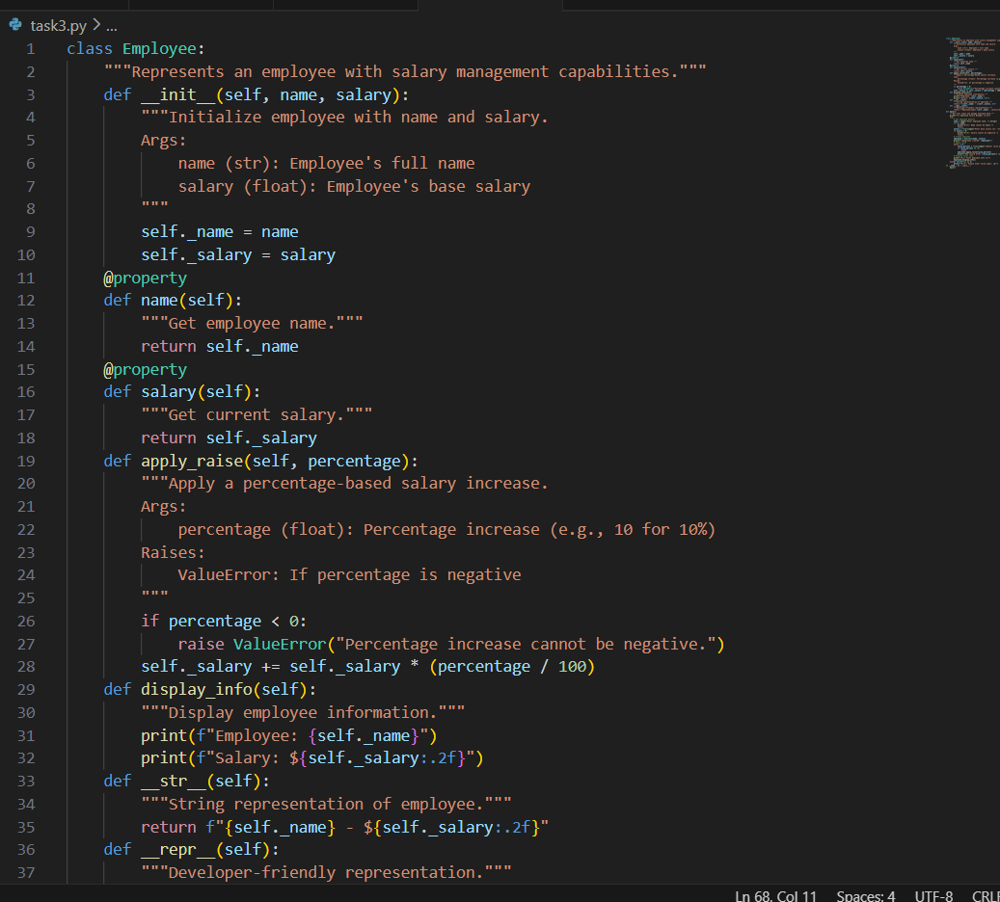 task3.py > ...
1 class Employee:
2     """Represents an employee with salary management capabilities."""
3     def __init__(self, name, salary):
4         """Initialize employee with name and salary.
5         Args:
6             name (str): Employee's full name
7             salary (float): Employee's base salary
8         """
9         self._name = name
10         self._salary = salary
11     @property
12     def name(self):
13         """Get employee name."""
14         return self._name
15     @property
16     def salary(self):
17         """Get current salary."""
18         return self._salary
19     def apply_raise(self, percentage):
20         """Apply a percentage-based salary increase.
21         Args:
22             percentage (float): Percentage increase (e.g., 10 for 10%)
23         Raises:
24             ValueError: If percentage is negative
25         """
26         if percentage < 0:
27             raise ValueError("Percentage increase cannot be negative.")
28         self._salary += self._salary * (percentage / 100)
29     def display_info(self):
30         """Display employee information."""
31         print(f"Employee: {self._name}")
32         print(f"Salary: ${self._salary:.2f}")
33     def __str__(self):
34         """String representation of employee."""
35         return f"{self._name} - ${self._salary:.2f}"
36     def __repr__(self):
37         """Developer-friendly representation."""
Ln 68, Col 11 Spaces: 4 UTF-8 CRLF